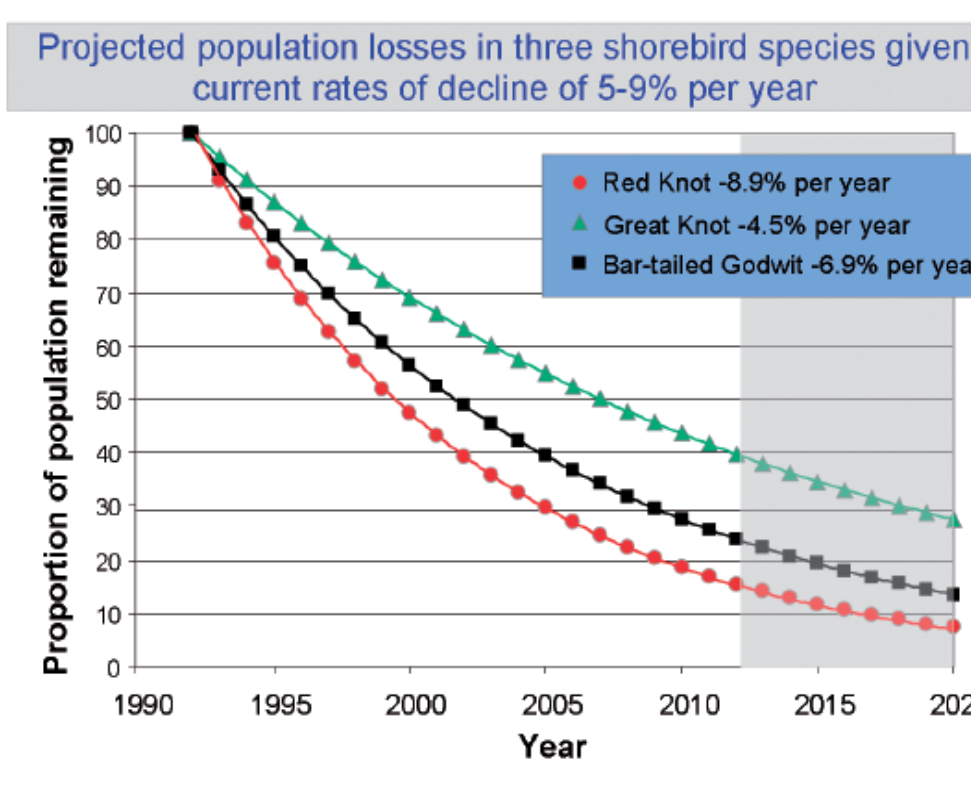 Projected population losses in three shorebird species given
current rates of decline of 5-9% per year
Proportion of population remaining
100
90
80
70
60
50
40
30
20
10
0
Red Knot -8.9% per year
Great Knot -4.5% per year
Bar-tailed Godwit -6.9% per yea
1990 1995 2000 2005 2010 2015 202
Year